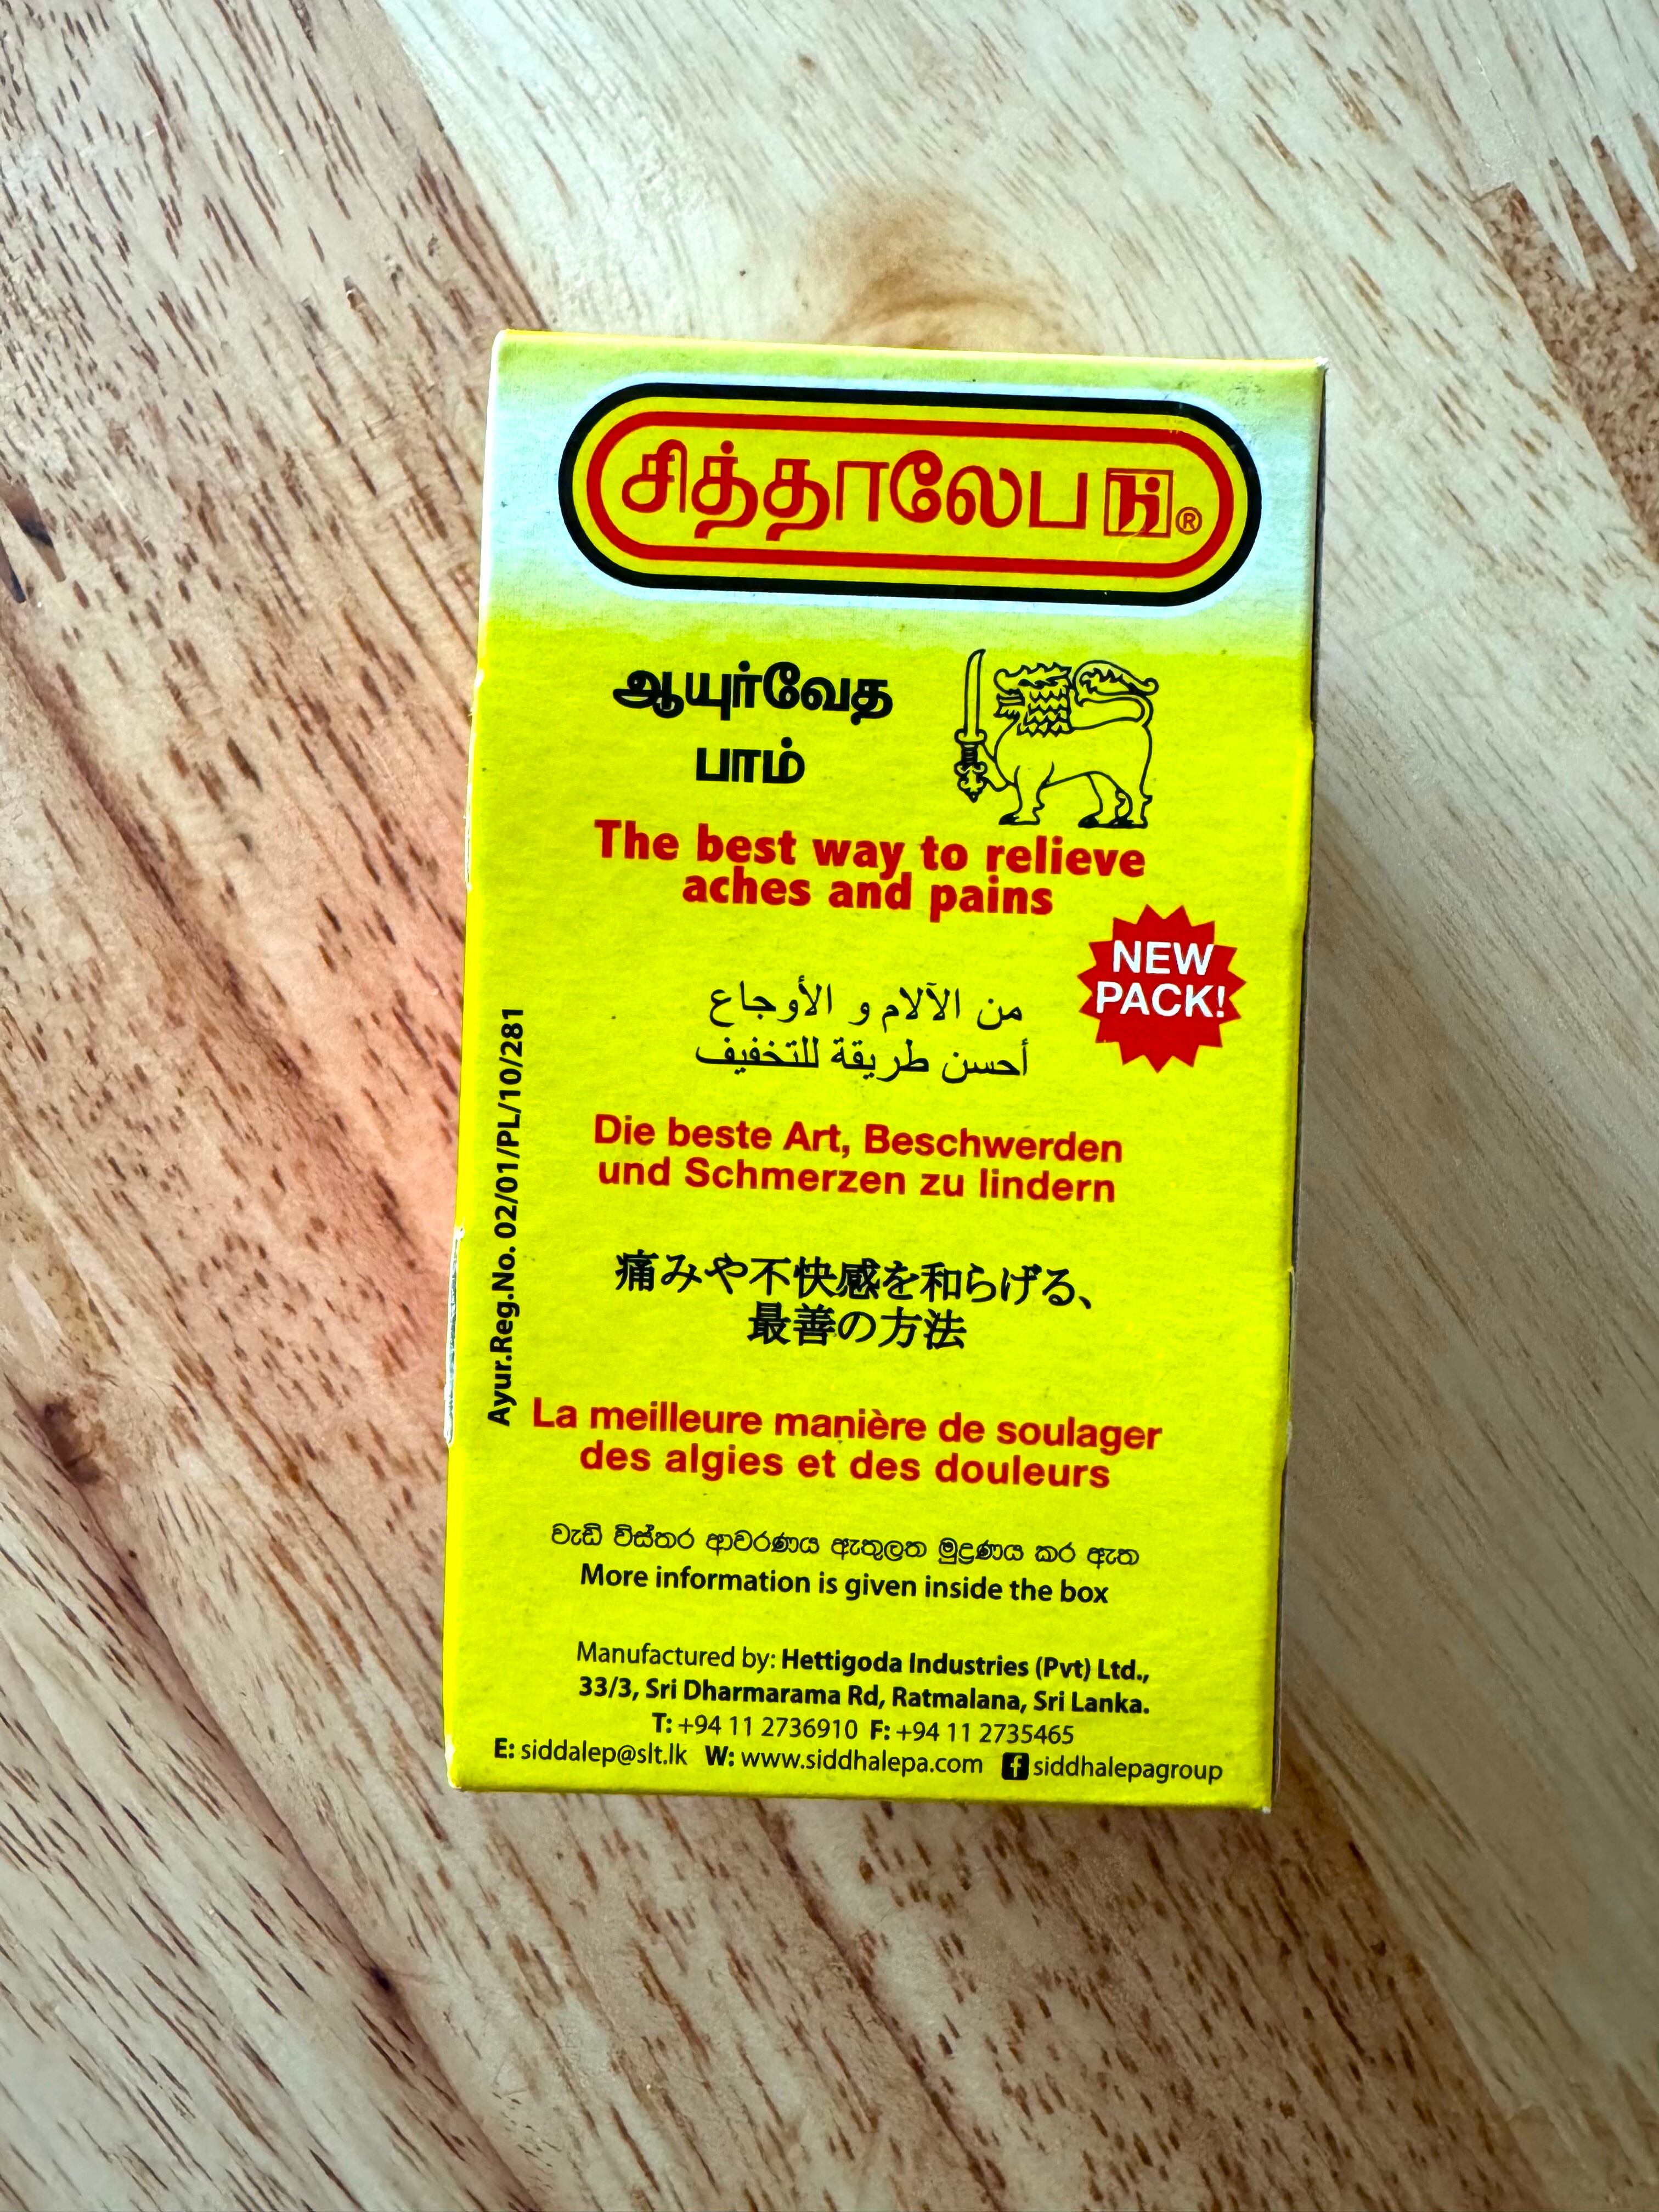 சித்தாலேப ®
ஆயுர்வேத
பாம்
The best way to relieve
aches and pains
NEW
PACK!
من الآلام و الأوجاع
أحسن طريقة للتخفيف
Die beste Art, Beschwerden
und Schmerzen zu lindern
痛みや不快感を和らげる、
最善の方法
La meilleure manière de soulager
des algies et des douleurs
Ayur.Reg.No. 02/01/PL/10/281
වැඩි විස්තර ආවරණය ඇතුලත මුද්‍රණය කර ඇත
More information is given inside the box
Manufactured by: Hettigoda Industries (Pvt) Ltd.,
33/3, Sri Dharmarama Rd, Ratmalana, Sri Lanka.
T: +94 11 2736910 F: +94 11 2735465
E: siddalep@slt.lk W: www.siddhalepa.com f siddhalepagroup